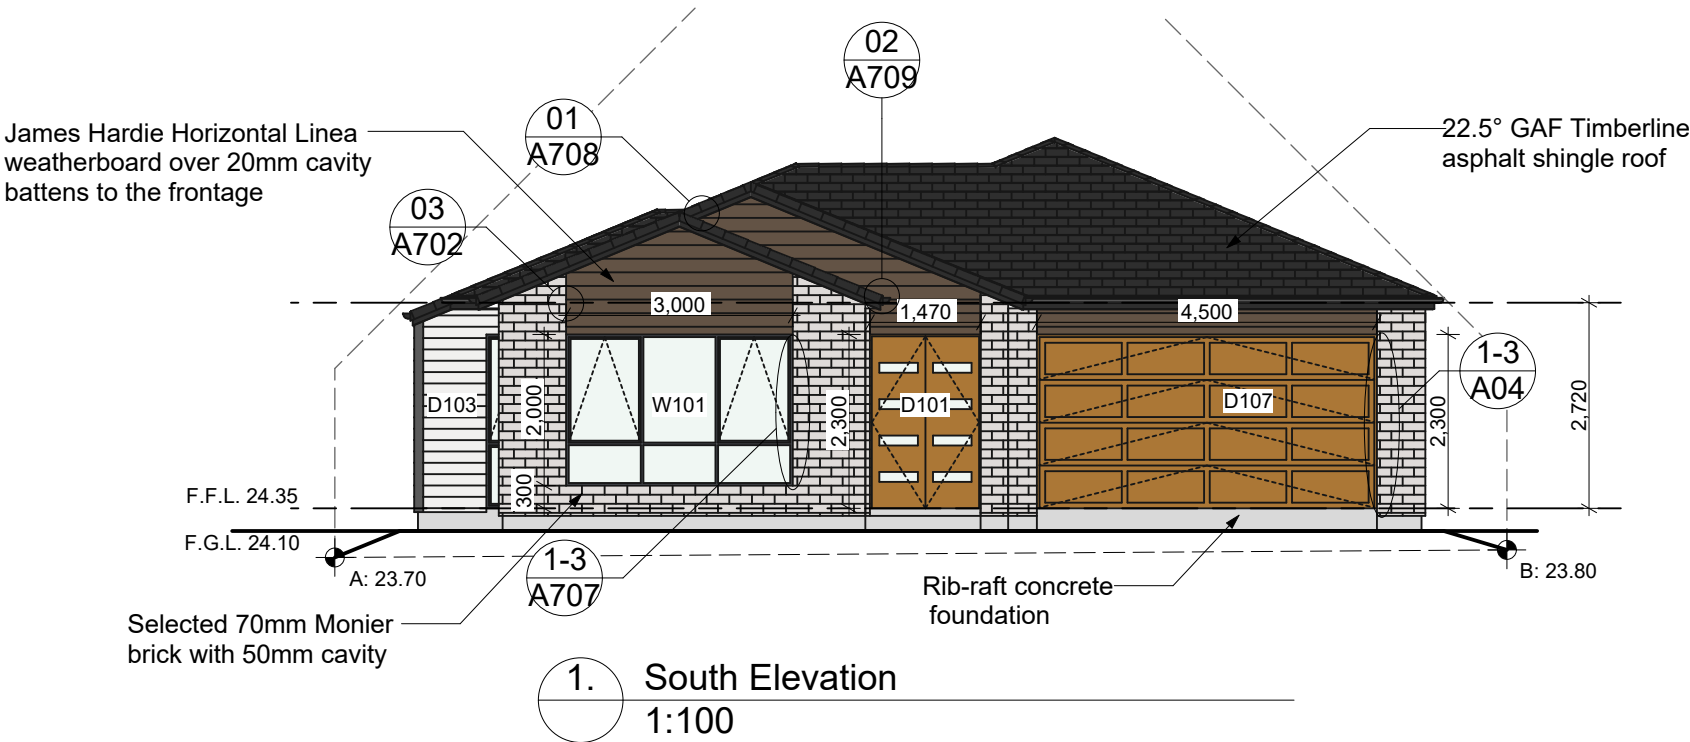 02
A709
01
A708
James Hardie Horizontal Linea
weatherboard over 20mm cavity
battens to the frontage
22.5° GAF Timberline
asphalt shingle roof
03
A702
3,000
1,470
4,500
1-3
A04
D103
2,000
W101
2,300
D101
D107
2,300
2,720
300
F.F.L. 24.35
F.G.L. 24.10
A: 23.70
1-3
A707
B: 23.80
Rib-raft concrete
foundation
Selected 70mm Monier
brick with 50mm cavity
1. South Elevation
1:100